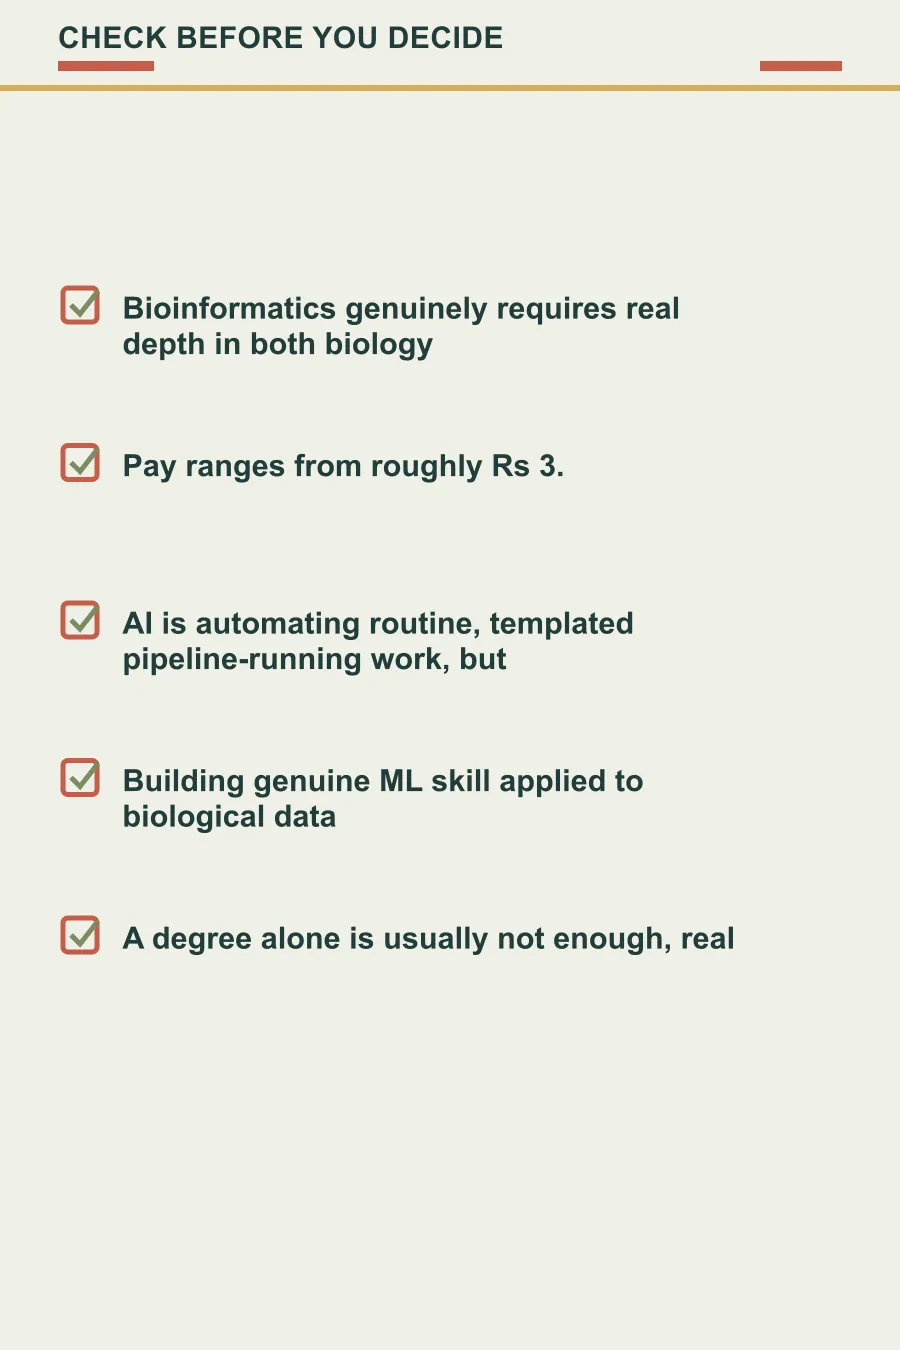 CHECK BEFORE YOU DECIDE
Bioinformatics genuinely requires real
depth in both biology
Pay ranges from roughly Rs 3.
AI is automating routine, templated
pipeline-running work, but
Building genuine ML skill applied to
biological data
A degree alone is usually not enough, real